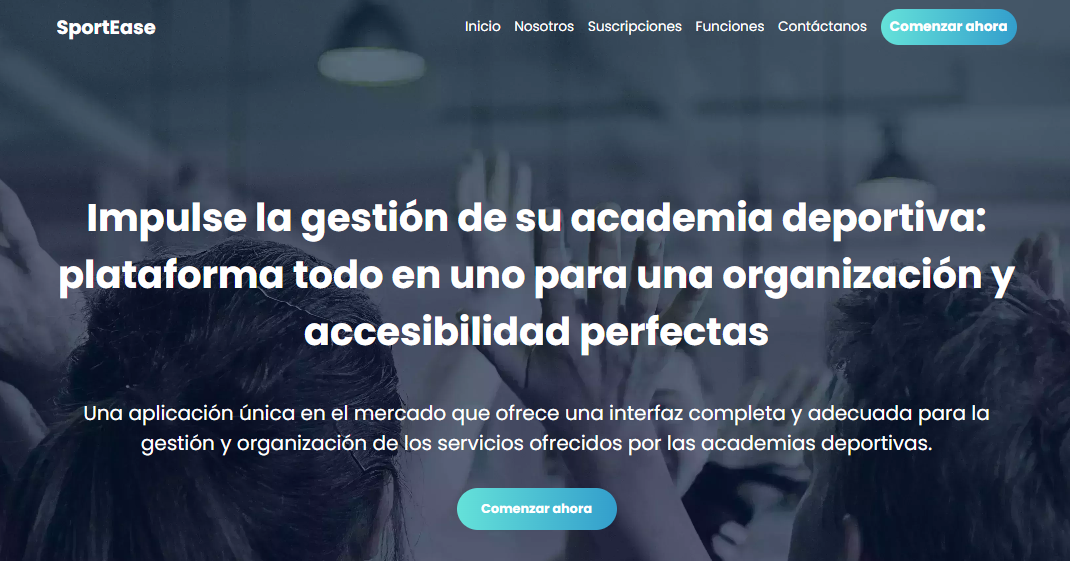 SportEase
Inicio Nosotros Suscripciones Funciones Contáctanos Comenzar ahora
Impulse la gestión de su academia deportiva:
plataforma todo en uno para una organización y
accesibilidad perfectas
Una aplicación única en el mercado que ofrece una interfaz completa y adecuada para la
gestión y organización de los servicios ofrecidos por las academias deportivas.
Comenzar ahora